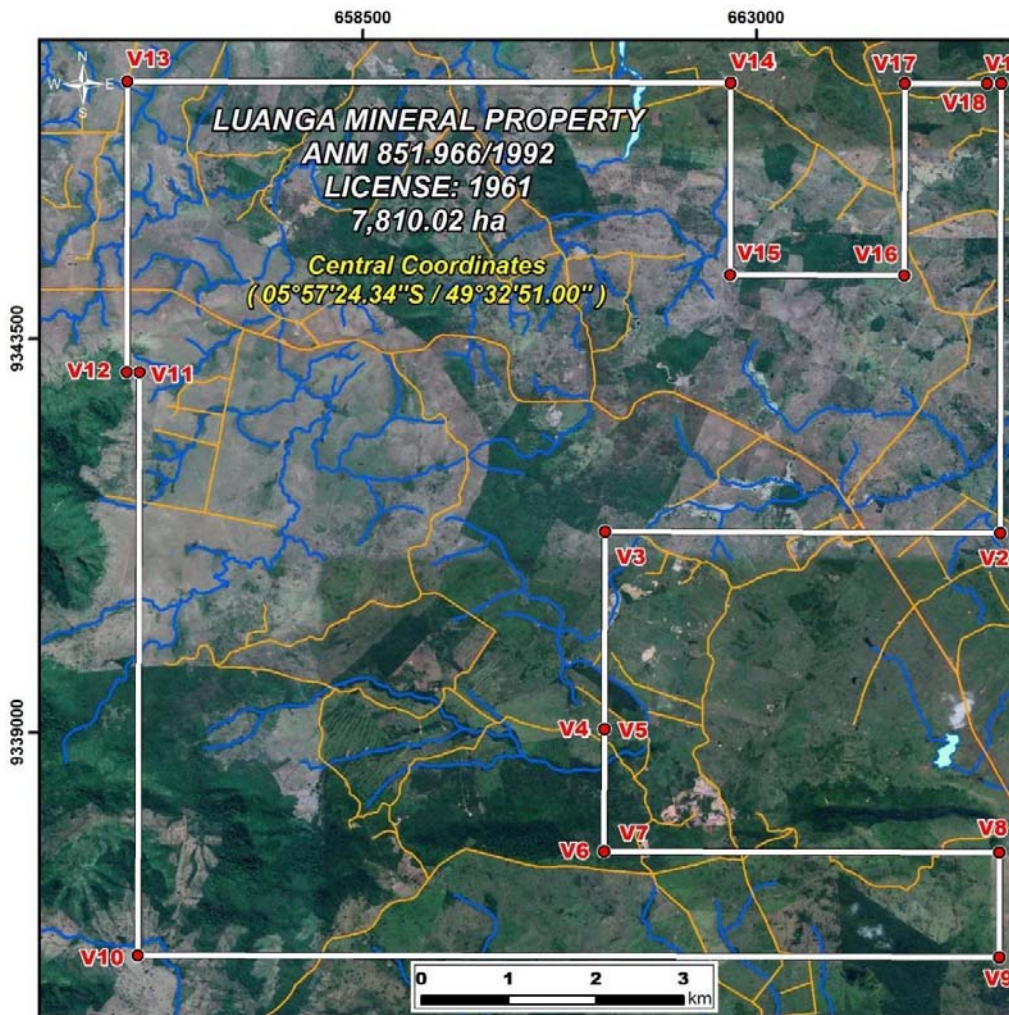 658500 663000
N
W E
S
V13 V14 V17 V1
V18
LUANGA MINERAL PROPERTY
ANM 851.966/1992
LICENSE: 1961
7,810.02 ha
V15 V16
Central Coordinates
( 05°57'24.34"S / 49°32'51.00" )
9343500
V12 V11
V3 V2
9339000
V4 V5
V7 V8
V6
V10 V9
0 1 2 3
km